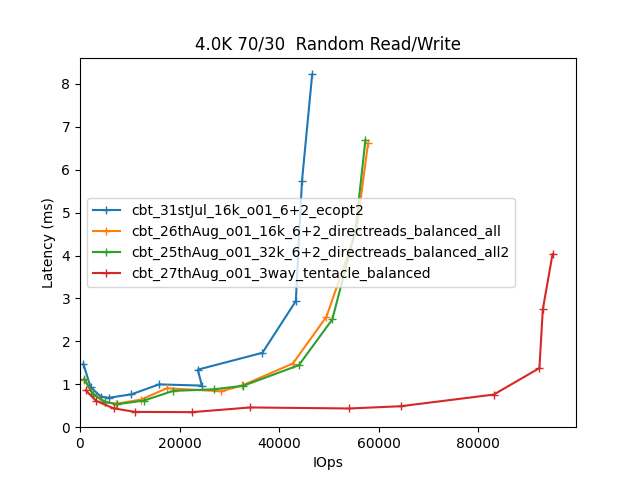 4.0K 70/30  Random Read/Write
8
7
6
5
4
3
2
1
0
Latency (ms)
cbt_31stJul_16k_o01_6+2_ecopt2
cbt_26thAug_o01_16k_6+2_directreads_balanced_all
cbt_25thAug_o01_32k_6+2_directreads_balanced_all2
cbt_27thAug_o01_3way_tentacle_balanced
0 20000 40000 60000 80000
IOps